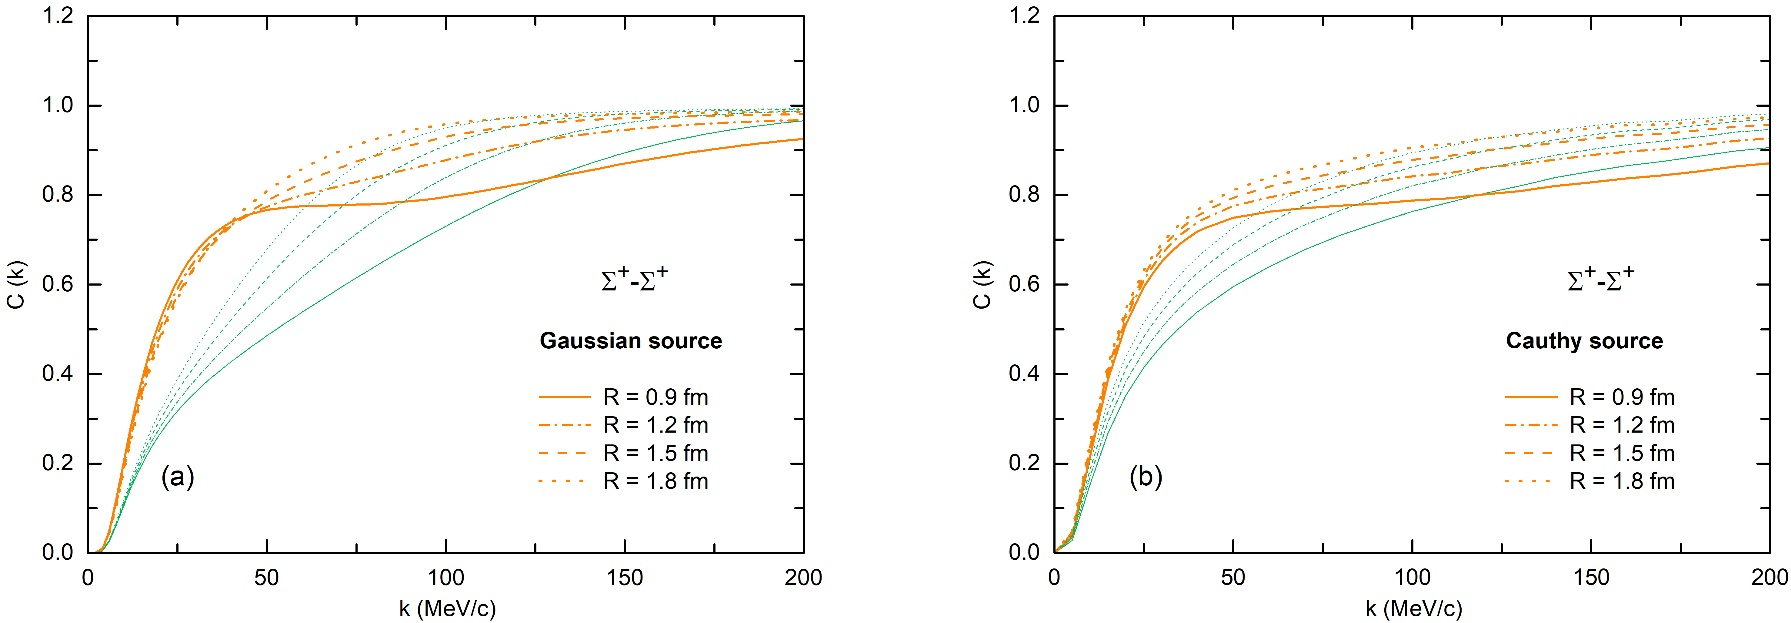 1.2
1.0
0.8
0.6
0.4
0.2
0.0
C (k)
Σ⁺-Σ⁺
Gaussian source
R = 0.9 fm
R = 1.2 fm
R = 1.5 fm
R = 1.8 fm
(a)
0 50 100 150 200
k (MeV/c)
1.2
1.0
0.8
0.6
0.4
0.2
0.0
C (k)
Σ⁺-Σ⁺
Cauthy source
R = 0.9 fm
R = 1.2 fm
R = 1.5 fm
R = 1.8 fm
(b)
0 50 100 150 200
k (MeV/c)